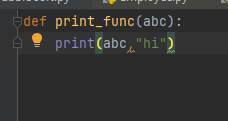 def print_func(abc):
    print(abc,"hi")